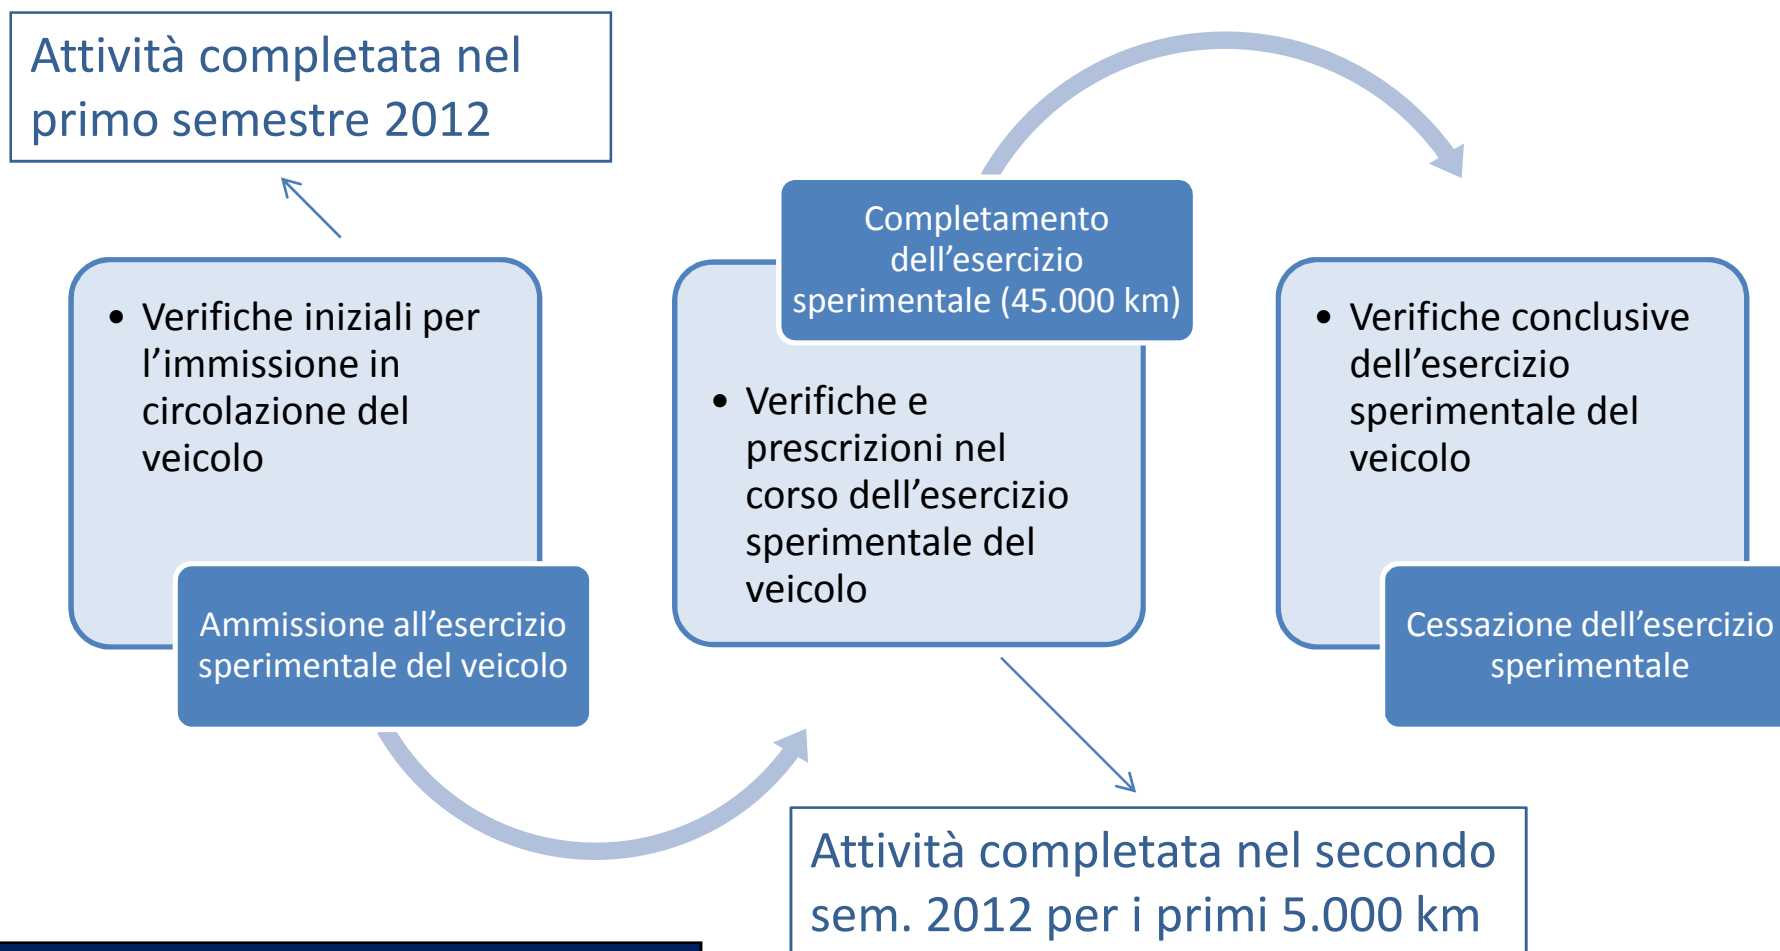 Attività completata nel
primo semestre 2012
• Verifiche iniziali per
l’immissione in
circolazione del
veicolo
Ammissione all’esercizio
sperimentale del veicolo
Completamento
dell’esercizio
sperimentale (45.000 km)
• Verifiche e
prescrizioni nel
corso dell’esercizio
sperimentale del
veicolo
• Verifiche conclusive
dell’esercizio
sperimentale del
veicolo
Cessazione dell’esercizio
sperimentale
Attività completata nel secondo
sem. 2012 per i primi 5.000 km